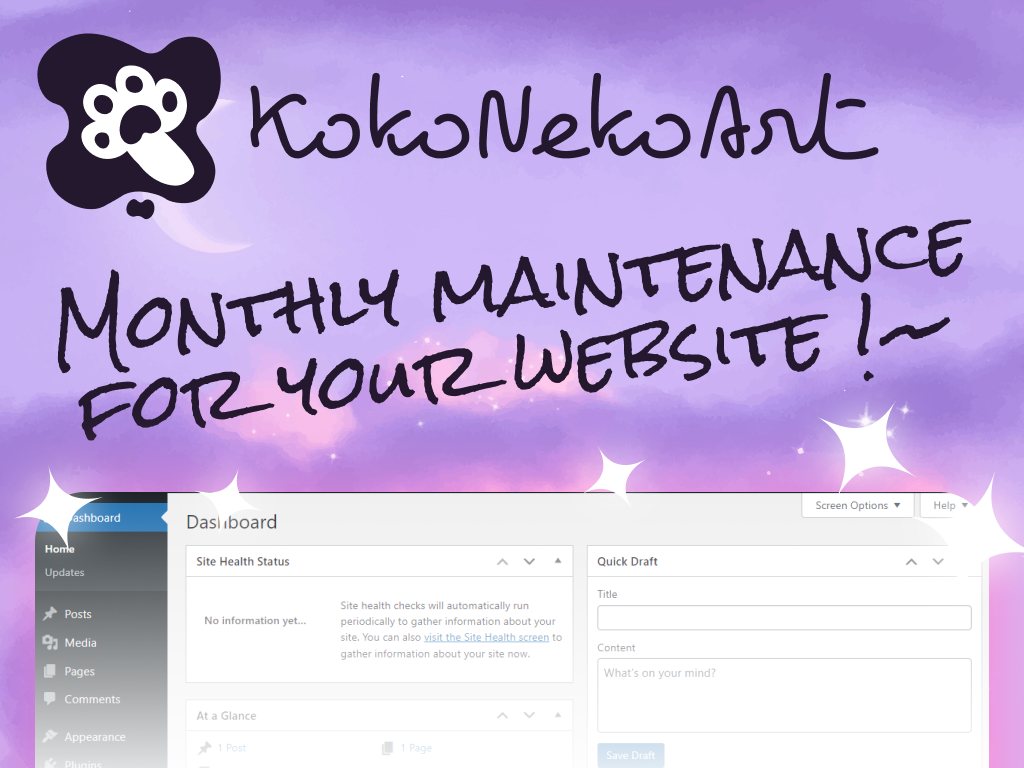 KokoNekoArt
MONTHLY MAINTENANCE
FOR YOUR WEBSITE !~
Dashboard
Home
Updates
Posts
Media
Pages
Comments
Appearance
Plugins
Screen Options ▼
Help ▼
Dashboard
Site Health Status
No information yet...
Site health checks will automatically run
periodically to gather information about your
site. You can also visit the Site Health screen to
gather information about your site now.
At a Glance
1 Post
1 Page
Quick Draft
Title
Content
What's on your mind?
Save Draft